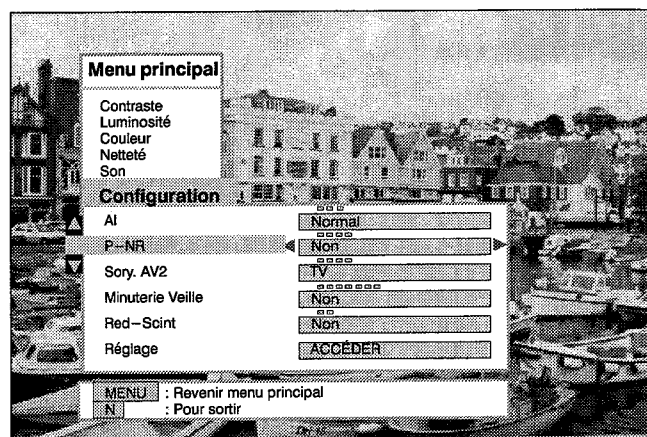 Menu principal
Contraste
Luminosité
Couleur
Netteté
Son
Configuration
AI Normal
P-NR Non
Sory. AV2 TV
Minuterie Veille Non
Red-Scint Non
Réglage ACCÉDER
MENU : Revenir menu principal
N : Pour sortir